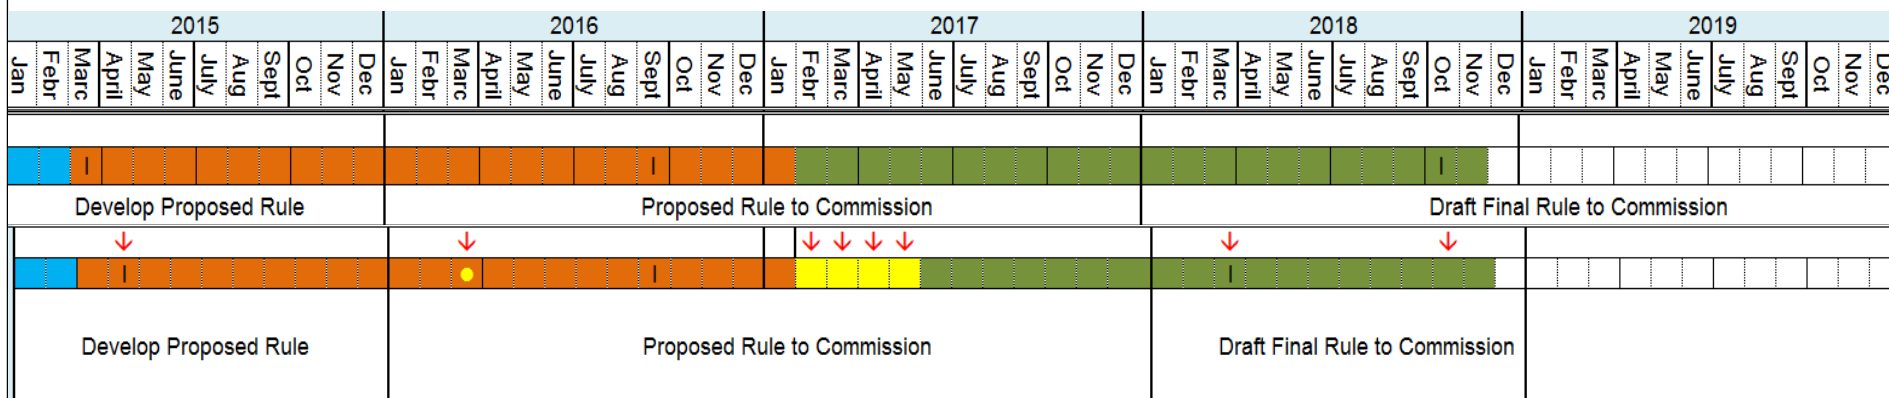 2015 2016 2017 2018 2019
Jan Febr Marc April May June July Aug Sept Oct Nov Dec Jan Febr Marc April May June July Aug Sept Oct Nov Dec Jan Febr Marc April May June July Aug Sept Oct Nov Dec Jan Febr Marc April May June July Aug Sept Oct Nov Dec Jan Febr Marc April May June July Aug Sept Oct Nov Dec
I I I
Develop Proposed Rule Proposed Rule to Commission Draft Final Rule to Commission
I I I
Develop Proposed Rule Proposed Rule to Commission Draft Final Rule to Commission